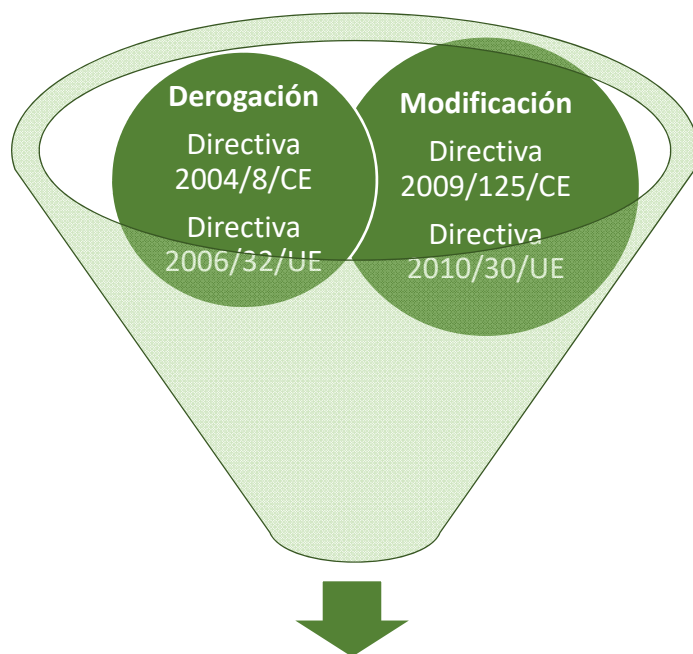 Derogación
Directiva
2004/8/CE
Directiva
2006/32/UE
Modificación
Directiva
2009/125/CE
Directiva
2010/30/UE